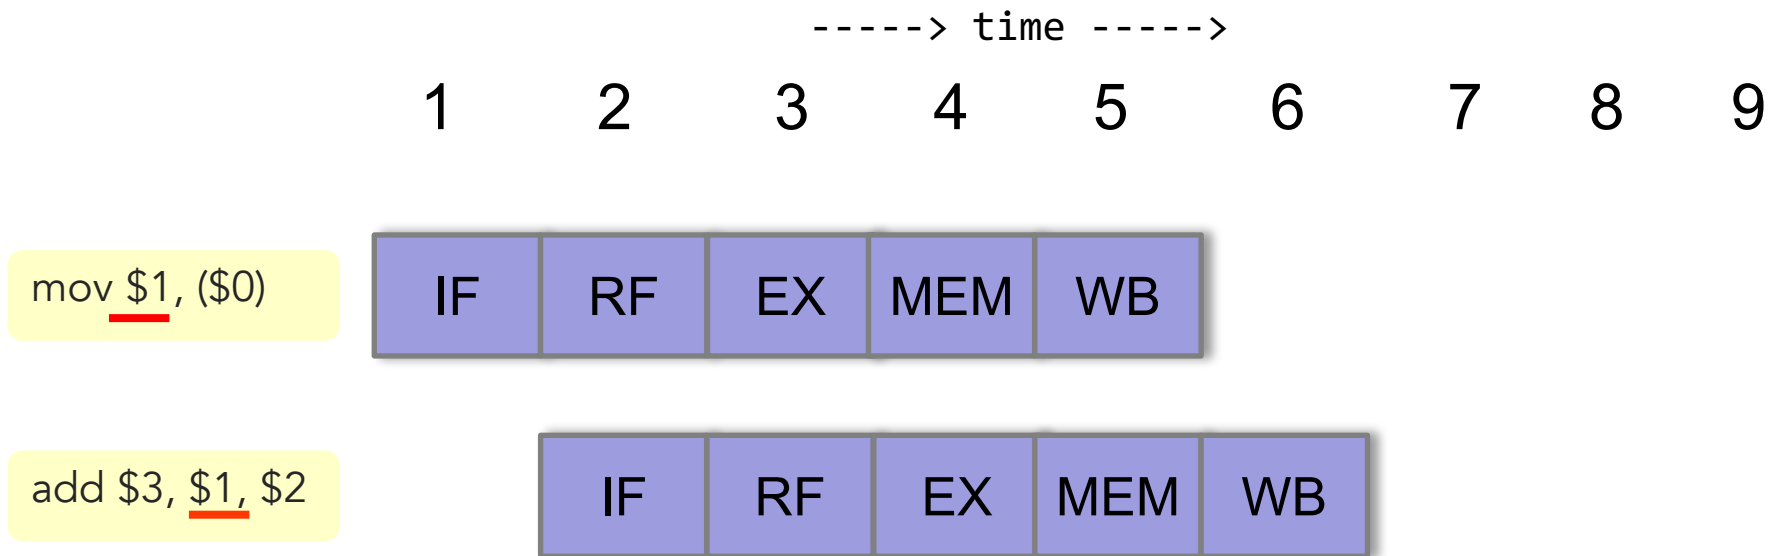 -----> time ----->
1 2 3 4 5 6 7 8 9
mov $1, ($0) IF RF EX MEM WB
add $3, $1, $2 IF RF EX MEM WB